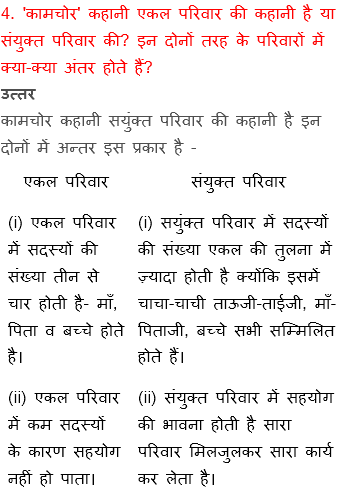 4. 'कामचोर' कहानी एकल परिवार की कहानी है या
संयुक्त परिवार की? इन दोनों तरह के परिवारों में
क्या-क्या अंतर होते हैं?
उत्तर
कामचोर कहानी सयुंक्त परिवार की कहानी है इन
दोनों में अन्तर इस प्रकार है -
एकल परिवार
संयुक्त परिवार
(i) एकल परिवार
में सदस्यों की
संख्या तीन से
चार होती है- माँ,
पिता व बच्चे होते
है।
(i) सयुंक्त परिवार में सदस्यों
की संख्या एकल की तुलना में
ज़्यादा होती है क्योंकि इसमें
चाचा-चाची ताऊजी-ताईजी, माँ-
पिताजी, बच्चे सभी सम्मिलित
होते हैं।
(ii) एकल परिवार
में कम सदस्यों
के कारण सहयोग
नहीं हो पाता।
(ii) संयुक्त परिवार में सहयोग
की भावना होती है सारा
परिवार मिलजुलकर सारा कार्य
कर लेता है।